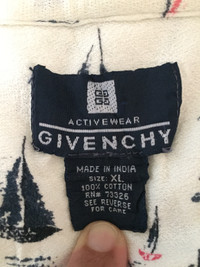 ACTIVEWEAR
GIVENCHY
MADE IN INDIA
SIZE: XL
100% COTTON
RN# 73326
SEE REVERSE
FOR CARE